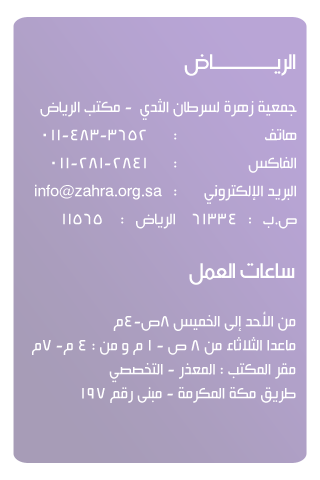 الريـــــــــاض
جمعية زهرة لسرطان الثدي - مكتب الرياض
هاتف : ٠١١-٤٨٣-٣٦٥٢
الفاكس : ٠١١-٢٨١-٢٨٤١
البريد الإلكتروني : info@zahra.org.sa
ص.ب : ٦١٣٣٤ الرياض : ١١٥٦٥
ساعات العمل
من الأحد إلى الخميس ٨ص-٤م
ماعدا الثلاثاء من ٨ ص - ١ م و من : ٤ م- ٧م
مقر المكتب : المعذر - التخصصي
طريق مكة المكرمة - مبنى رقم ١٩٧